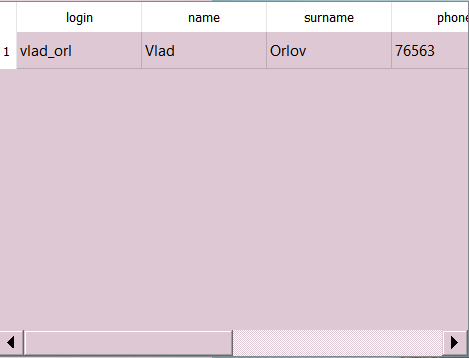 login name surname phone
1 vlad_orl Vlad Orlov 76563